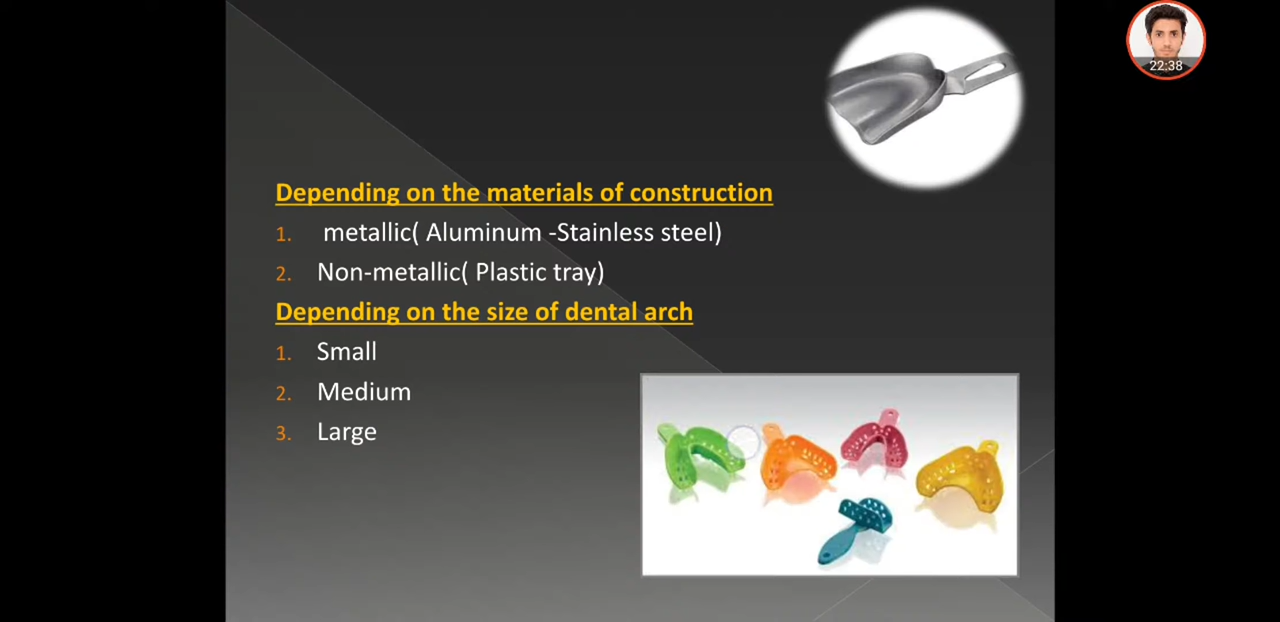 22:38
Depending on the materials of construction
1. metallic( Aluminum -Stainless steel)
2. Non-metallic( Plastic tray)
Depending on the size of dental arch
1. Small
2. Medium
3. Large